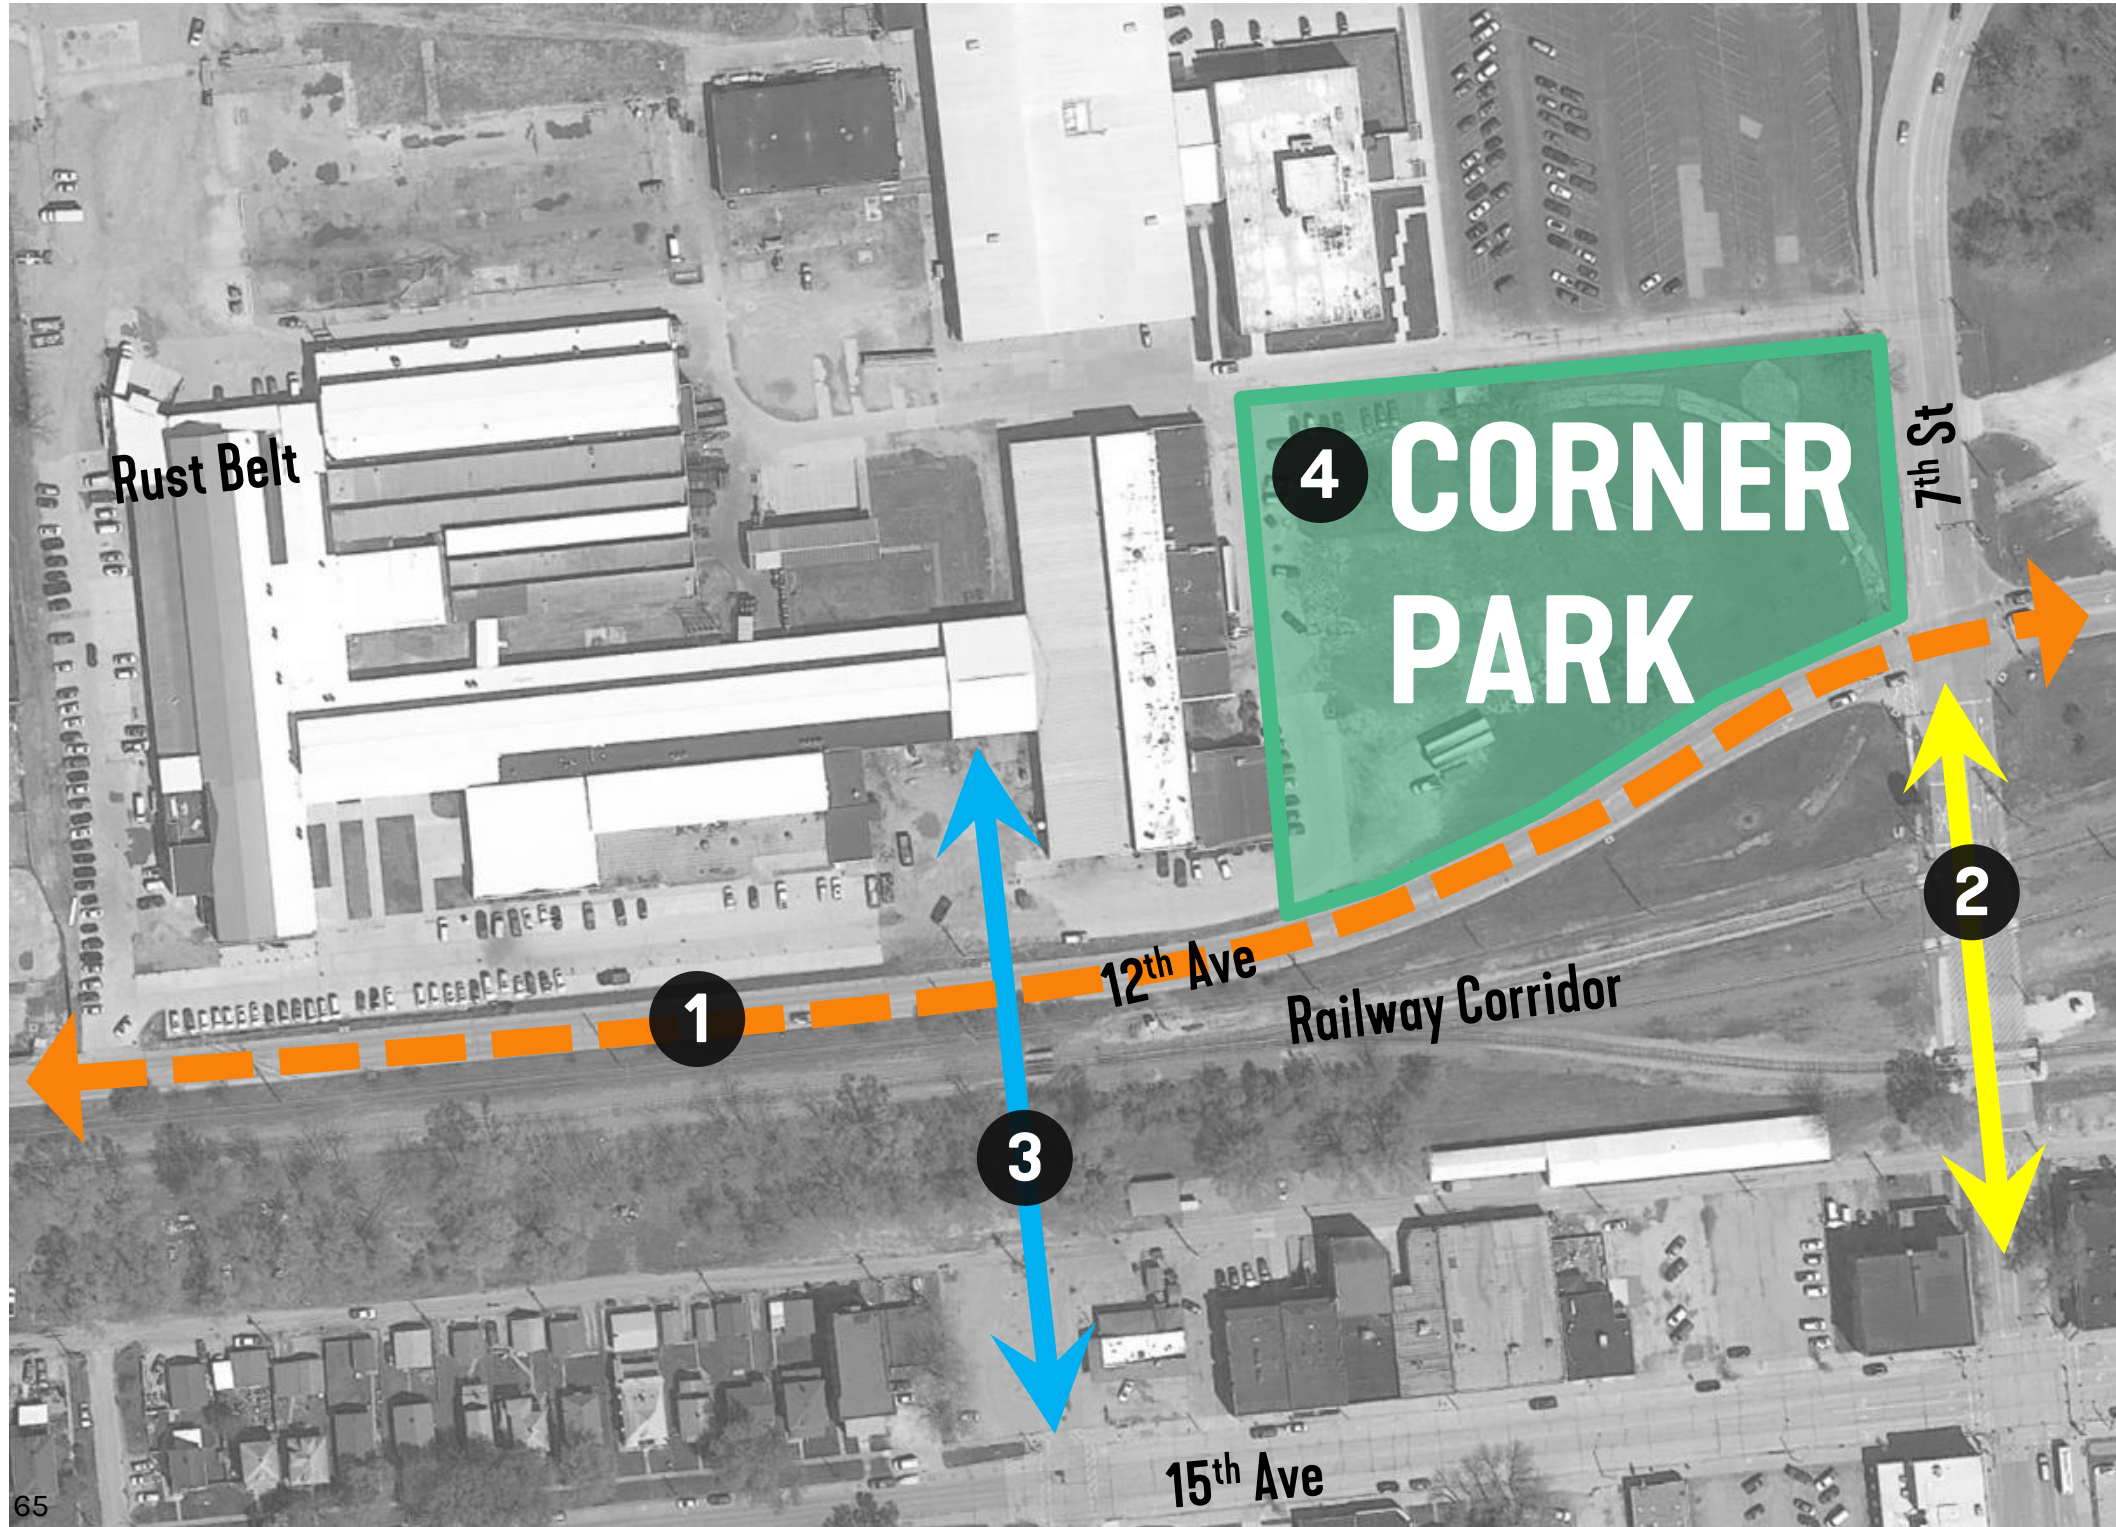 Rust Belt
4
CORNER
PARK
7th St
2
12th Ave
1
Railway Corridor
3
15th Ave
65